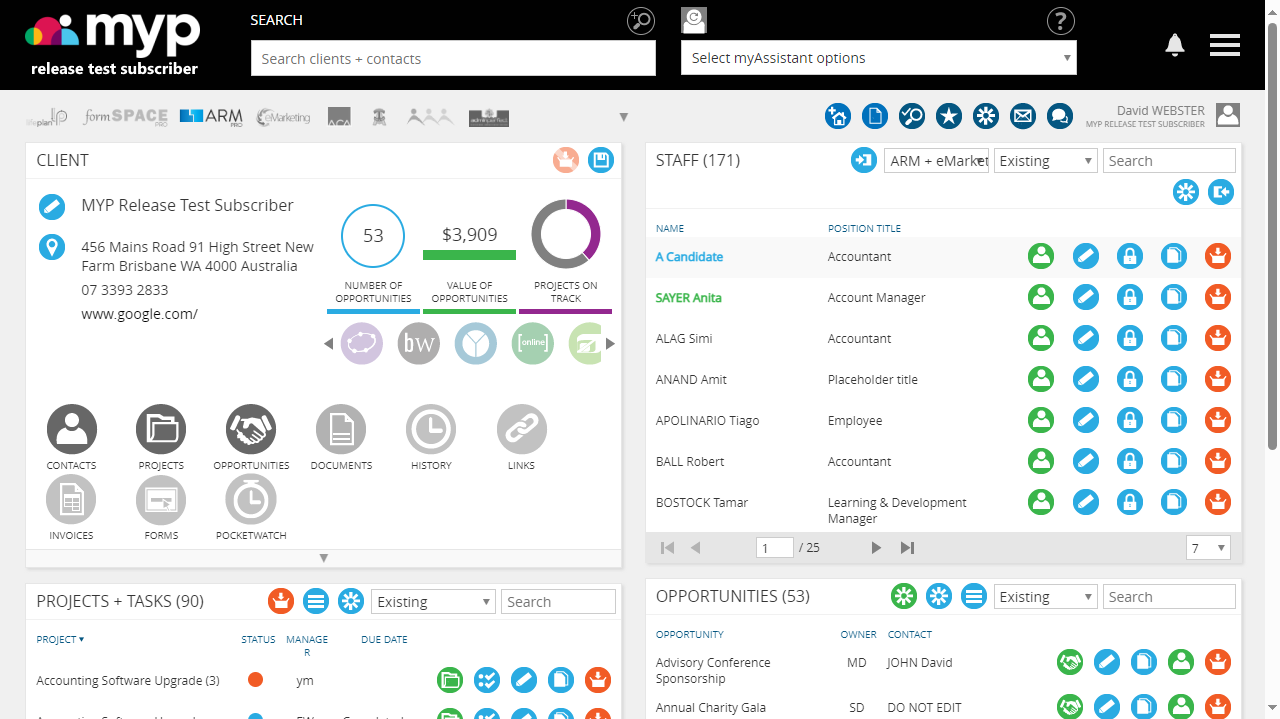 myp
release test subscriber
SEARCH
Search clients + contacts
Select myAssistant options
lifeplan
formSPACE
PRO
ARM
PRO
eMarketing
ACA
David WEBSTER
MYP RELEASE TEST SUBSCRIBER
CLIENT
MYP Release Test Subscriber
456 Mains Road 91 High Street New
Farm Brisbane WA 4000 Australia
07 3393 2833
www.google.com/
53
NUMBER OF
OPPORTUNITIES
$3,909
VALUE OF
OPPORTUNITIES
PROJECTS ON
TRACK
bw
[online]
CONTACTS
PROJECTS
OPPORTUNITIES
DOCUMENTS
HISTORY
LINKS
INVOICES
FORMS
POCKETWATCH
STAFF (171)
ARM + eMarket
Existing
Search
NAME POSITION TITLE
A Candidate Accountant
SAYER Anita Account Manager
ALAG Simi Accountant
ANAND Amit Placeholder title
APOLINARIO Tiago Employee
BALL Robert Accountant
BOSTOCK Tamar Learning & Development
Manager
1 / 25
7
PROJECTS + TASKS (90)
Existing
Search
PROJECT STATUS MANAGE
R
DUE DATE
Accounting Software Upgrade (3) ym
OPPORTUNITIES (53)
Existing
Search
OPPORTUNITY OWNER CONTACT
Advisory Conference
Sponsorship
MD JOHN David
Annual Charity Gala SD DO NOT EDIT